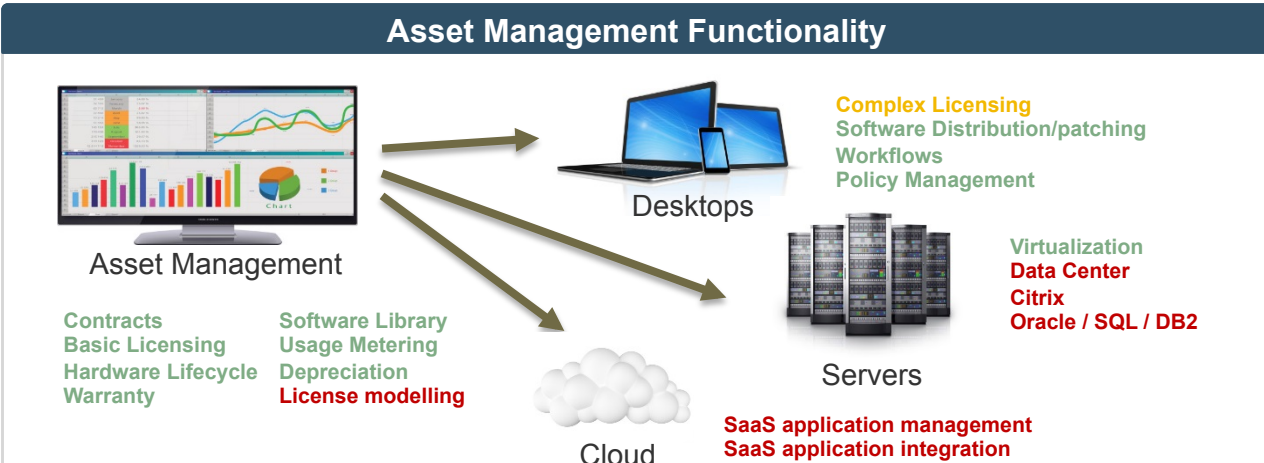 Asset Management Functionality
Complex Licensing
Software Distribution/patching
Workflows
Policy Management
Desktops
Asset Management
Virtualization
Data Center
Citrix
Oracle / SQL / DB2
Contracts
Basic Licensing
Hardware Lifecycle
Warranty
Software Library
Usage Metering
Depreciation
License modelling
Chart
Servers
SaaS application management
SaaS application integration
Cloud